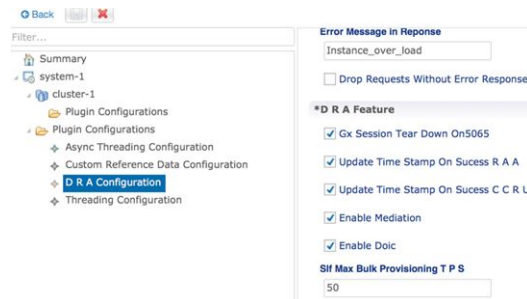 Back
Filter...
Summary
system-1
cluster-1
Plugin Configurations
Plugin Configurations
Async Threading Configuration
Custom Reference Data Configuration
D R A Configuration
Threading Configuration
Error Message in Reponse
Instance_over_load
Drop Requests Without Error Response
*D R A Feature
Gx Session Tear Down On5065
Update Time Stamp On Sucess R A A
Update Time Stamp On Sucess C C R U
Enable Mediation
Enable Doic
Slf Max Bulk Provisioning T P S
50